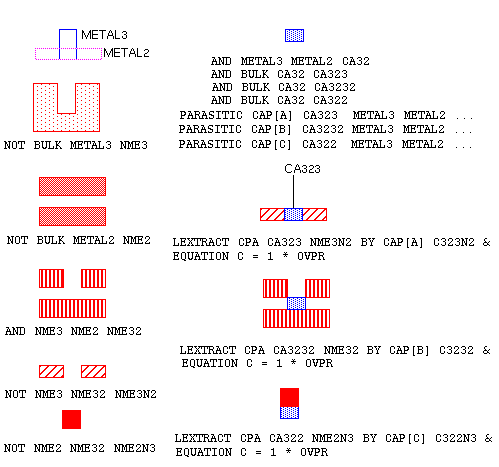 METAL3
METAL2
AND METAL3 METAL2 CA32
AND BULK CA32 CA323
AND BULK CA32 CA3232
AND BULK CA32 CA322
PARASITIC CAP[A] CA323 METAL3 METAL2 ...
PARASITIC CAP[B] CA3232 METAL3 METAL2 ...
PARASITIC CAP[C] CA322 METAL3 METAL2 ...
NOT BULK METAL3 NME3
CA323
NOT BULK METAL2 NME2
LEXTRACT CPA CA323 NME3N2 BY CAP[A] C323N2 &
EQUATION C = 1 * OVPR
AND NME3 NME2 NME32
LEXTRACT CPA CA3232 NME32 BY CAP[B] C3232 &
EQUATION C = 1 * OVPR
NOT NME3 NME32 NME3N2
NOT NME2 NME32 NME2N3
LEXTRACT CPA CA322 NME2N3 BY CAP[C] C322N3 &
EQUATION C = 1 * OVPR